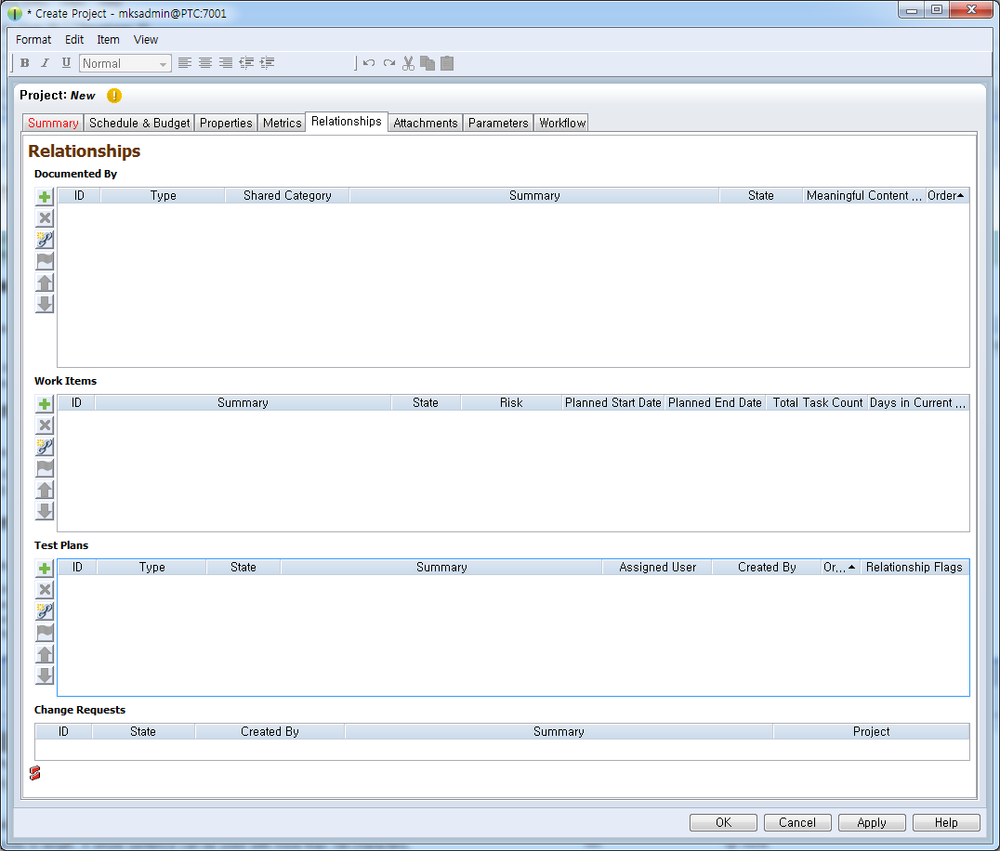 * Create Project - mksadmin@PTC:7001
Format Edit Item View
B I U Normal
Project: New
Summary Schedule & Budget Properties Metrics Relationships Attachments Parameters Workflow
Relationships
Documented By
ID Type Shared Category Summary State Meaningful Content ... Order
Work Items
ID Summary State Risk Planned Start Date Planned End Date Total Task Count Days in Current ...
Test Plans
ID Type State Summary Assigned User Created By Or... Relationship Flags
Change Requests
ID State Created By Summary Project
OK Cancel Apply Help